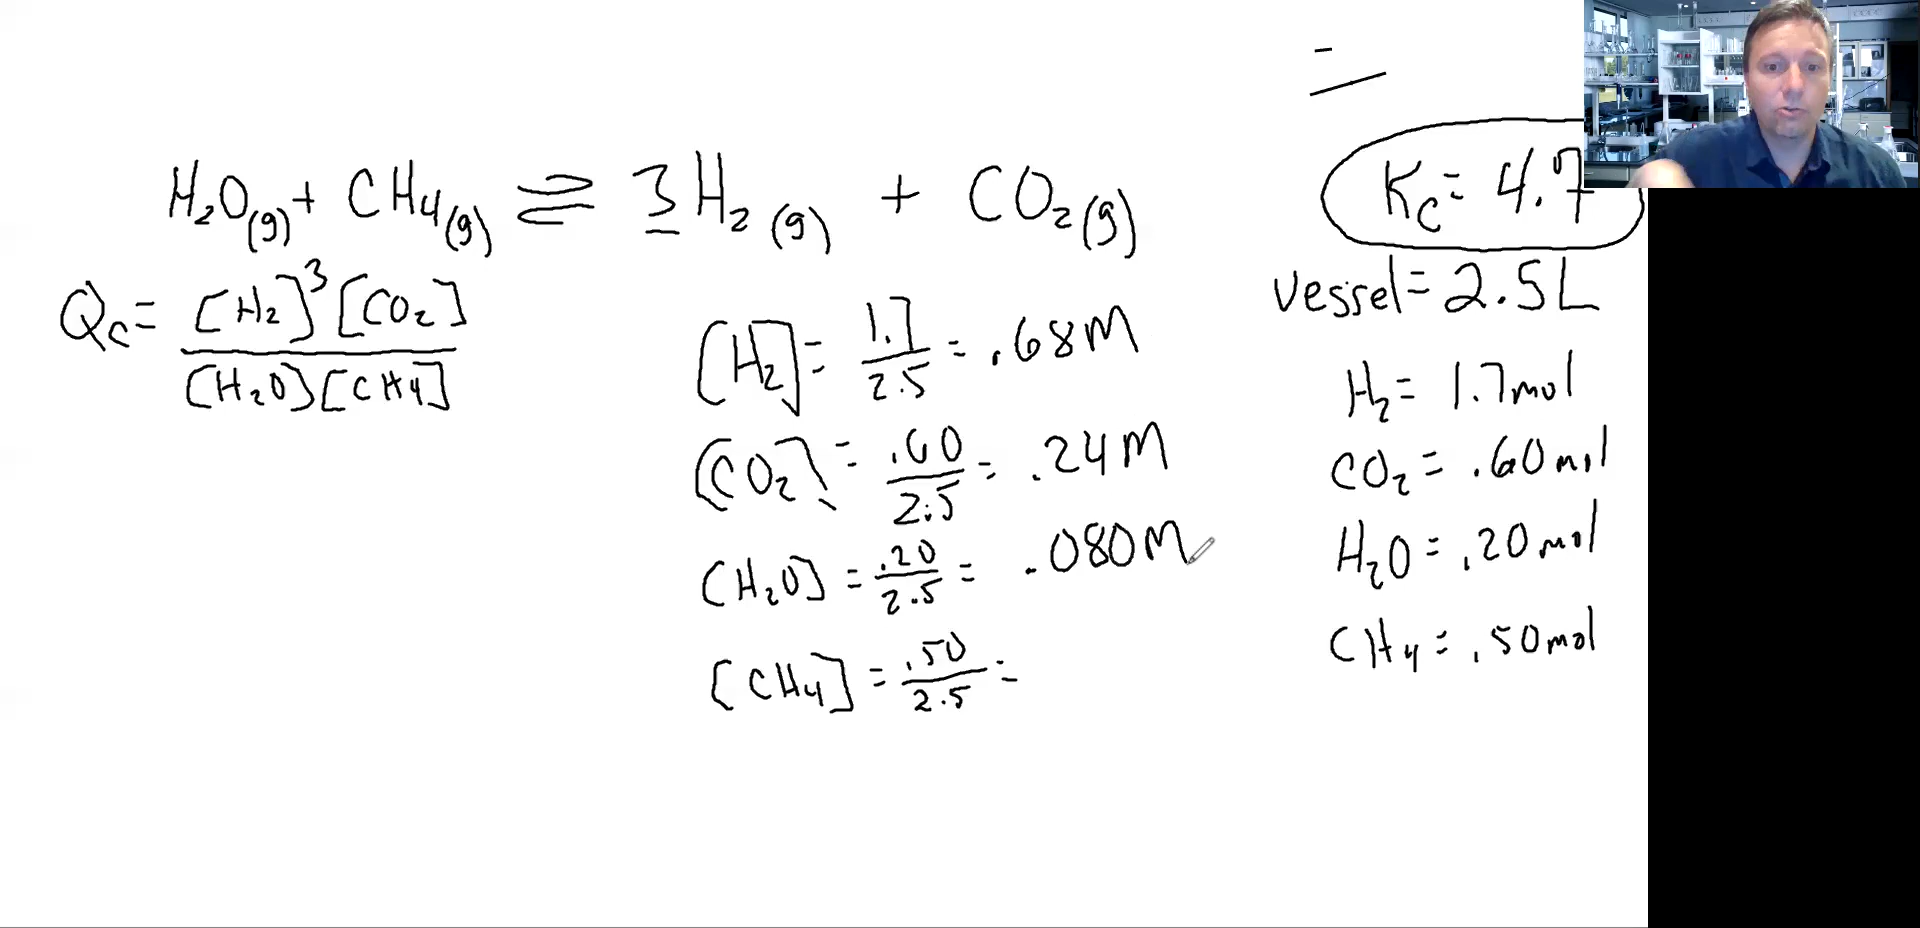 H₂O(g) + CH₄(g) ⇌ 3H₂(g) + CO₂(g)
Kc = 4.7
Qc = [H₂]³[CO₂] / [H₂O][CH₄]
vessel = 2.5L
[H₂] = 1.7/2.5 = .68M
H₂ = 1.7mol
[CO₂] = .60/2.5 = .24M
CO₂ = .60mol
[H₂O] = .20/2.5 = .080M
H₂O = .20mol
[CH₄] = .50/2.5 =
CH₄ = .50mol